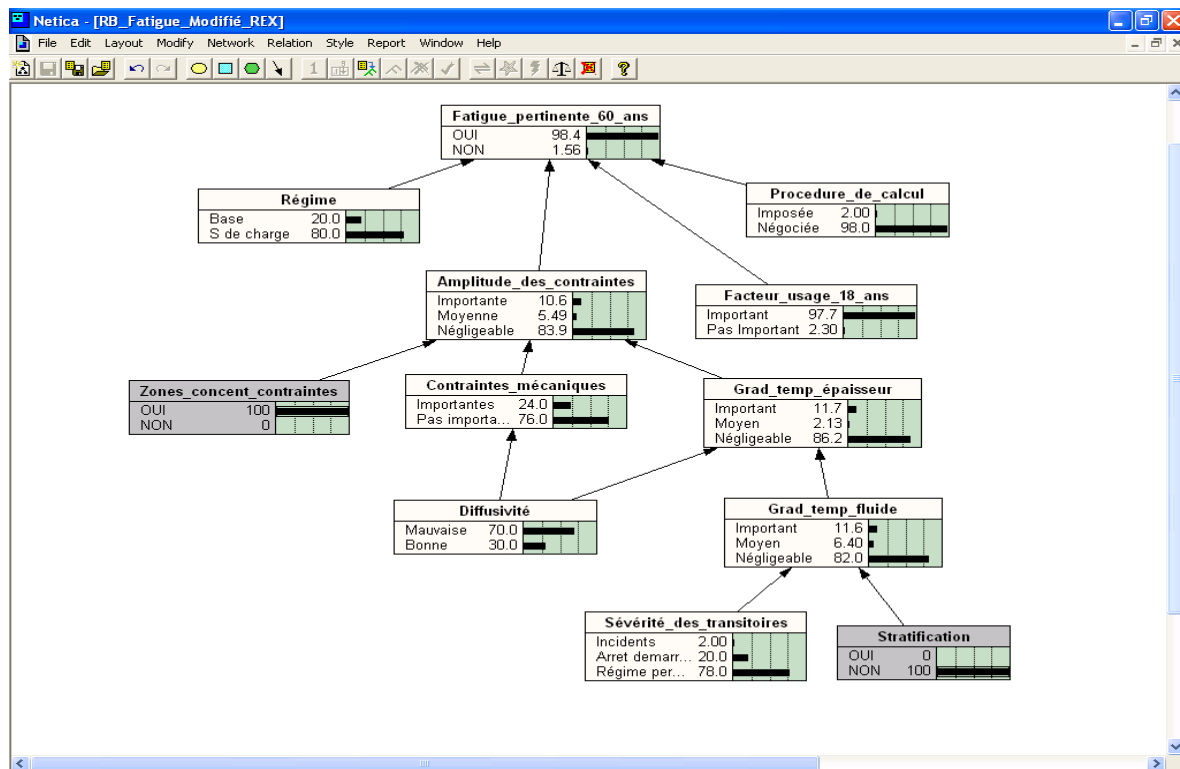 Netica - [RB_Fatigue_Modifié_REX]
File Edit Layout Modify Network Relation Style Report Window Help
1 ?
Fatigue_pertinente_60_ans
OUI 98.4
NON 1.56
Régime
Base 20.0
S de charge 80.0
Procedure_de_calcul
Imposée 2.00
Négociée 98.0
Amplitude_des_contraintes
Importante 10.6
Moyenne 5.49
Négligeable 83.9
Facteur_usage_18_ans
Important 97.7
Pas Important 2.30
Zones_concent_contraintes
OUI 100
NON 0
Contraintes_mécaniques
Importantes 24.0
Pas importa... 76.0
Grad_temp_épaisseur
Important 11.7
Moyen 2.13
Négligeable 86.2
Diffusivité
Mauvaise 70.0
Bonne 30.0
Grad_temp_fluide
Important 11.6
Moyen 6.40
Négligeable 82.0
Sévérité_des_transitoires
Incidents 2.00
Arret demarr... 20.0
Régime per... 78.0
Stratification
OUI 0
NON 100